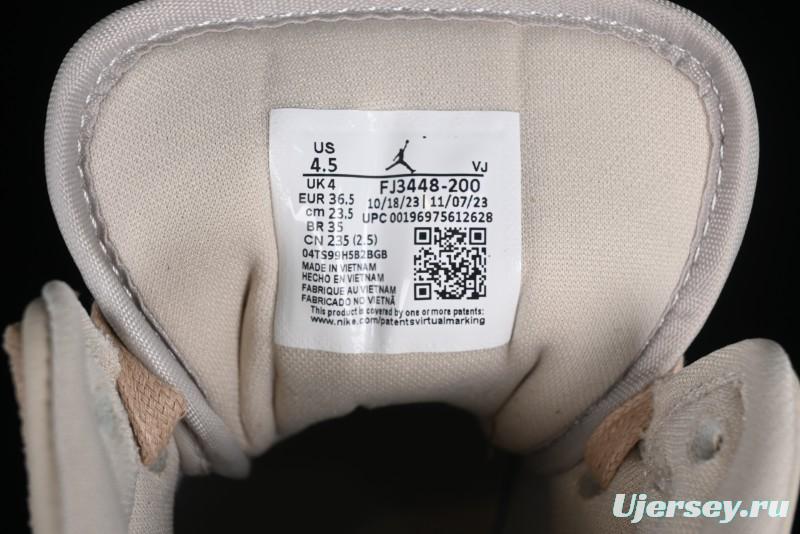 US
4.5 VJ
UK 4 FJ3448-200
EUR 36.5 10/18/23 | 11/07/23
cm 23.5 UPC 00196975612628
BR 35
CN 235 (2.5)
04TS99H5B2BGB
MADE IN VIETNAM
HECHO EN VIETNAM
FABRIQUE AU VIETNAM
FABRICADO NO VIETNÃ
This product is covered by one or more patents:
www.nike.com/patentsvirtualmarking
Ujersey.ru